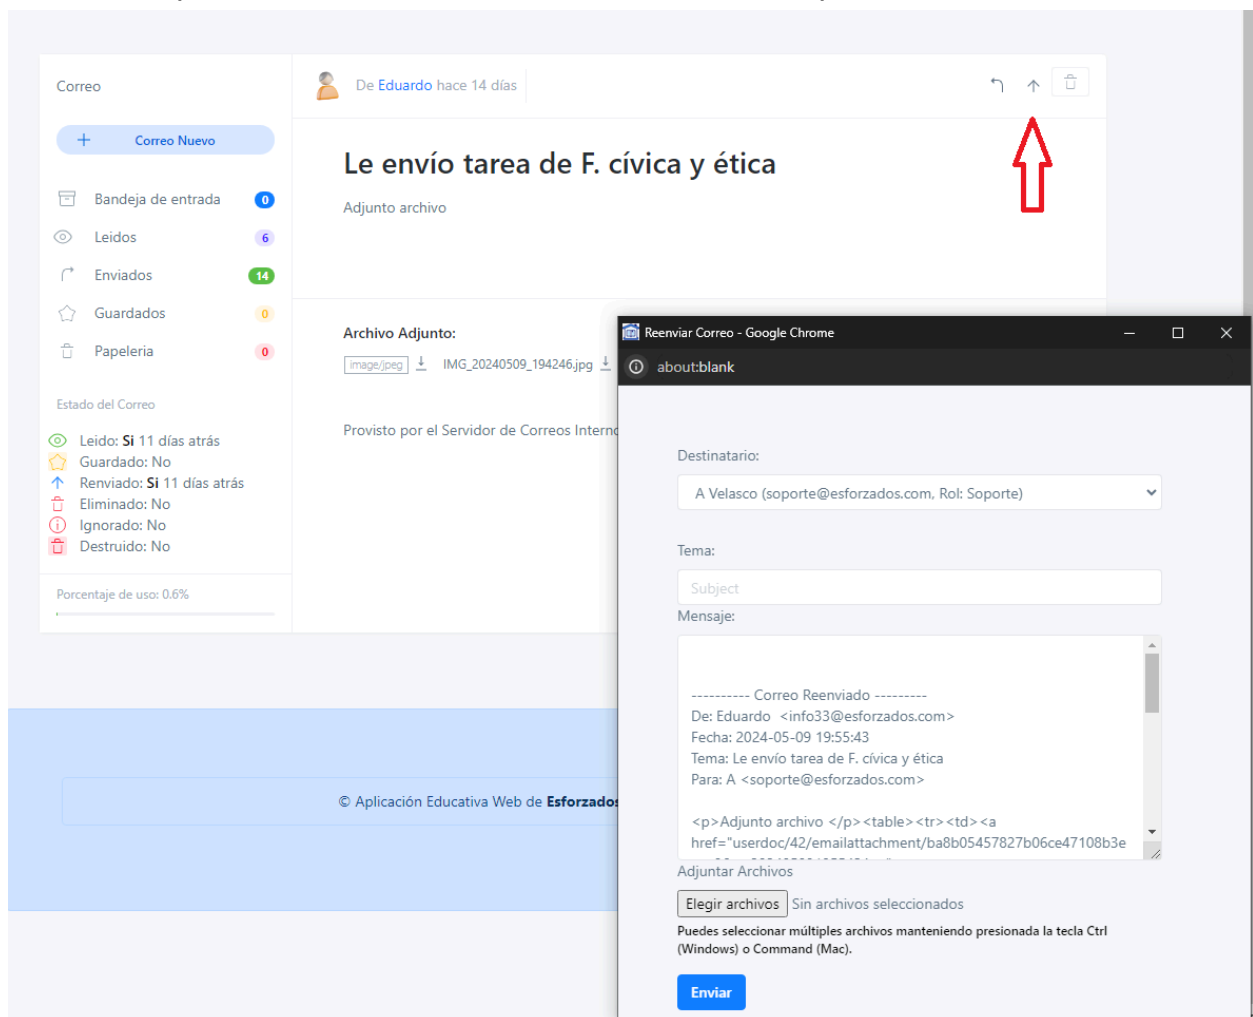 Correo
De Eduardo hace 14 días
+ Correo Nuevo
Le envío tarea de F. cívica y ética
Adjunto archivo
Bandeja de entrada 0
Leidos 6
Enviados 14
Guardados 0
Papeleria 0
Estado del Correo
Leido: Si 11 días atrás
Guardado: No
Renviado: Si 11 días atrás
Eliminado: No
Ignorado: No
Destruido: No
Porcentaje de uso: 0.6%
Archivo Adjunto:
image/jpeg IMG_20240509_194246.jpg
Provisto por el Servidor de Correos Interno
© Aplicación Educativa Web de Esforzados
Reenviar Correo - Google Chrome
about:blank
Destinatario:
A Velasco (soporte@esforzados.com, Rol: Soporte)
Tema:
Subject
Mensaje:
---------- Correo Reenviado ---------
De: Eduardo <info33@esforzados.com>
Fecha: 2024-05-09 19:55:43
Tema: Le envío tarea de F. cívica y ética
Para: A <soporte@esforzados.com>
<p>Adjunto archivo </p><table><tr><td><a
href="userdoc/42/emailattachment/ba8b05457827b06ce47108b3e
Adjuntar Archivos
Elegir archivos Sin archivos seleccionados
Puedes seleccionar múltiples archivos manteniendo presionada la tecla Ctrl
(Windows) o Command (Mac).
Enviar